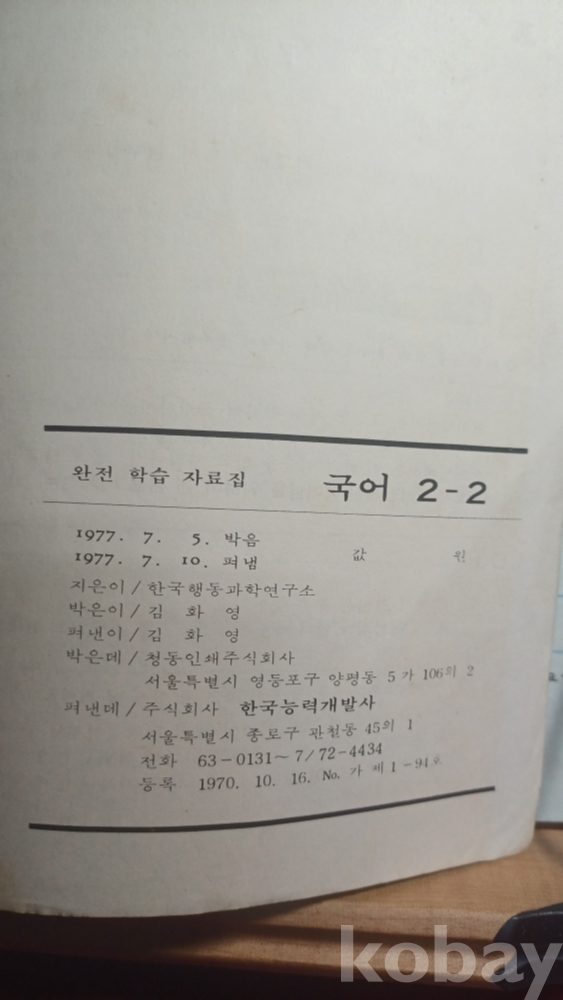 완전 학습 자료집 국어 2-2
1977. 7. 5. 박음
1977. 7. 10. 펴냄 값 원
지은이 / 한국행동과학연구소
박은이 / 김 화 영
펴낸이 / 김 화 영
박은데 / 청동인쇄주식회사
서울특별시 영등포구 양평동 5가 106의 2
펴낸데 / 주식회사 한국능력개발사
서울특별시 종로구 관철동 45의 1
전화 63-0131~7/72-4434
등록 1970. 10. 16. No. 가 제1-94호
kobay